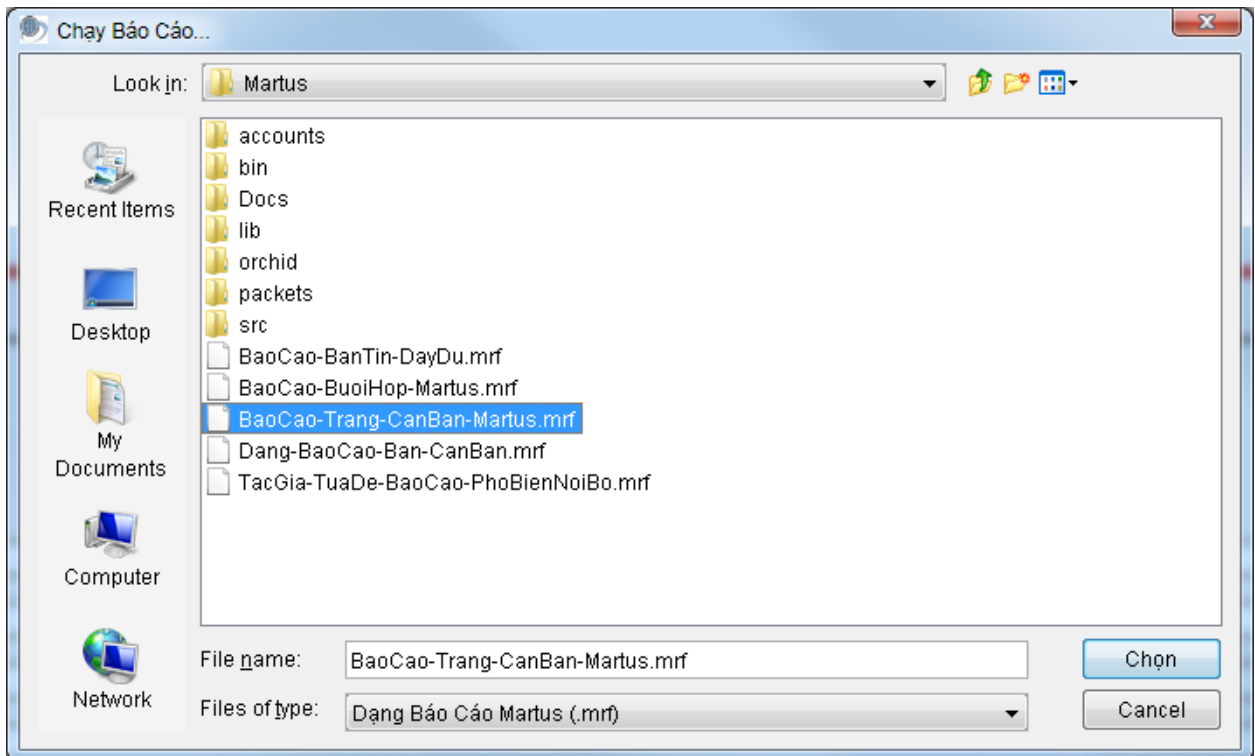 Chạy Báo Cáo...
Look in: Martus
accounts
bin
Docs
lib
orchid
packets
src
BaoCao-BanTin-DayDu.mrf
BaoCao-BuoiHop-Martus.mrf
BaoCao-Trang-CanBan-Martus.mrf
Dang-BaoCao-Ban-CanBan.mrf
TacGia-TuaDe-BaoCao-PhoBienNoiBo.mrf
Recent Items
Desktop
My
Documents
Computer
Network
File name: BaoCao-Trang-CanBan-Martus.mrf Chọn
Files of type: Dạng Báo Cáo Martus (.mrf) Cancel